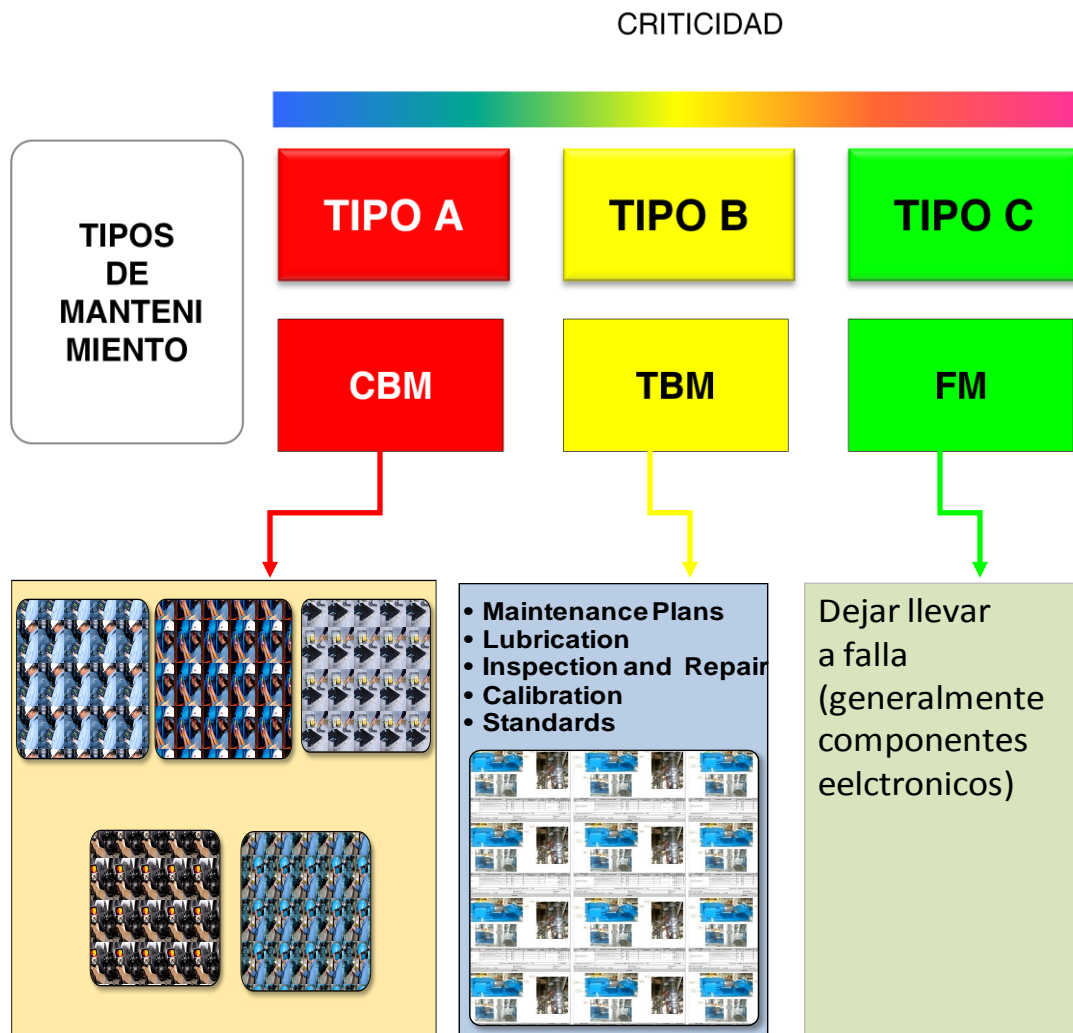 CRITICIDAD
TIPOS
DE
MANTENI
MIENTO
TIPO A
TIPO B
TIPO C
CBM
TBM
FM
• Maintenance Plans
• Lubrication
• Inspection and Repair
• Calibration
• Standards
Dejar llevar
a falla
(generalmente
componentes
eelctronicos)